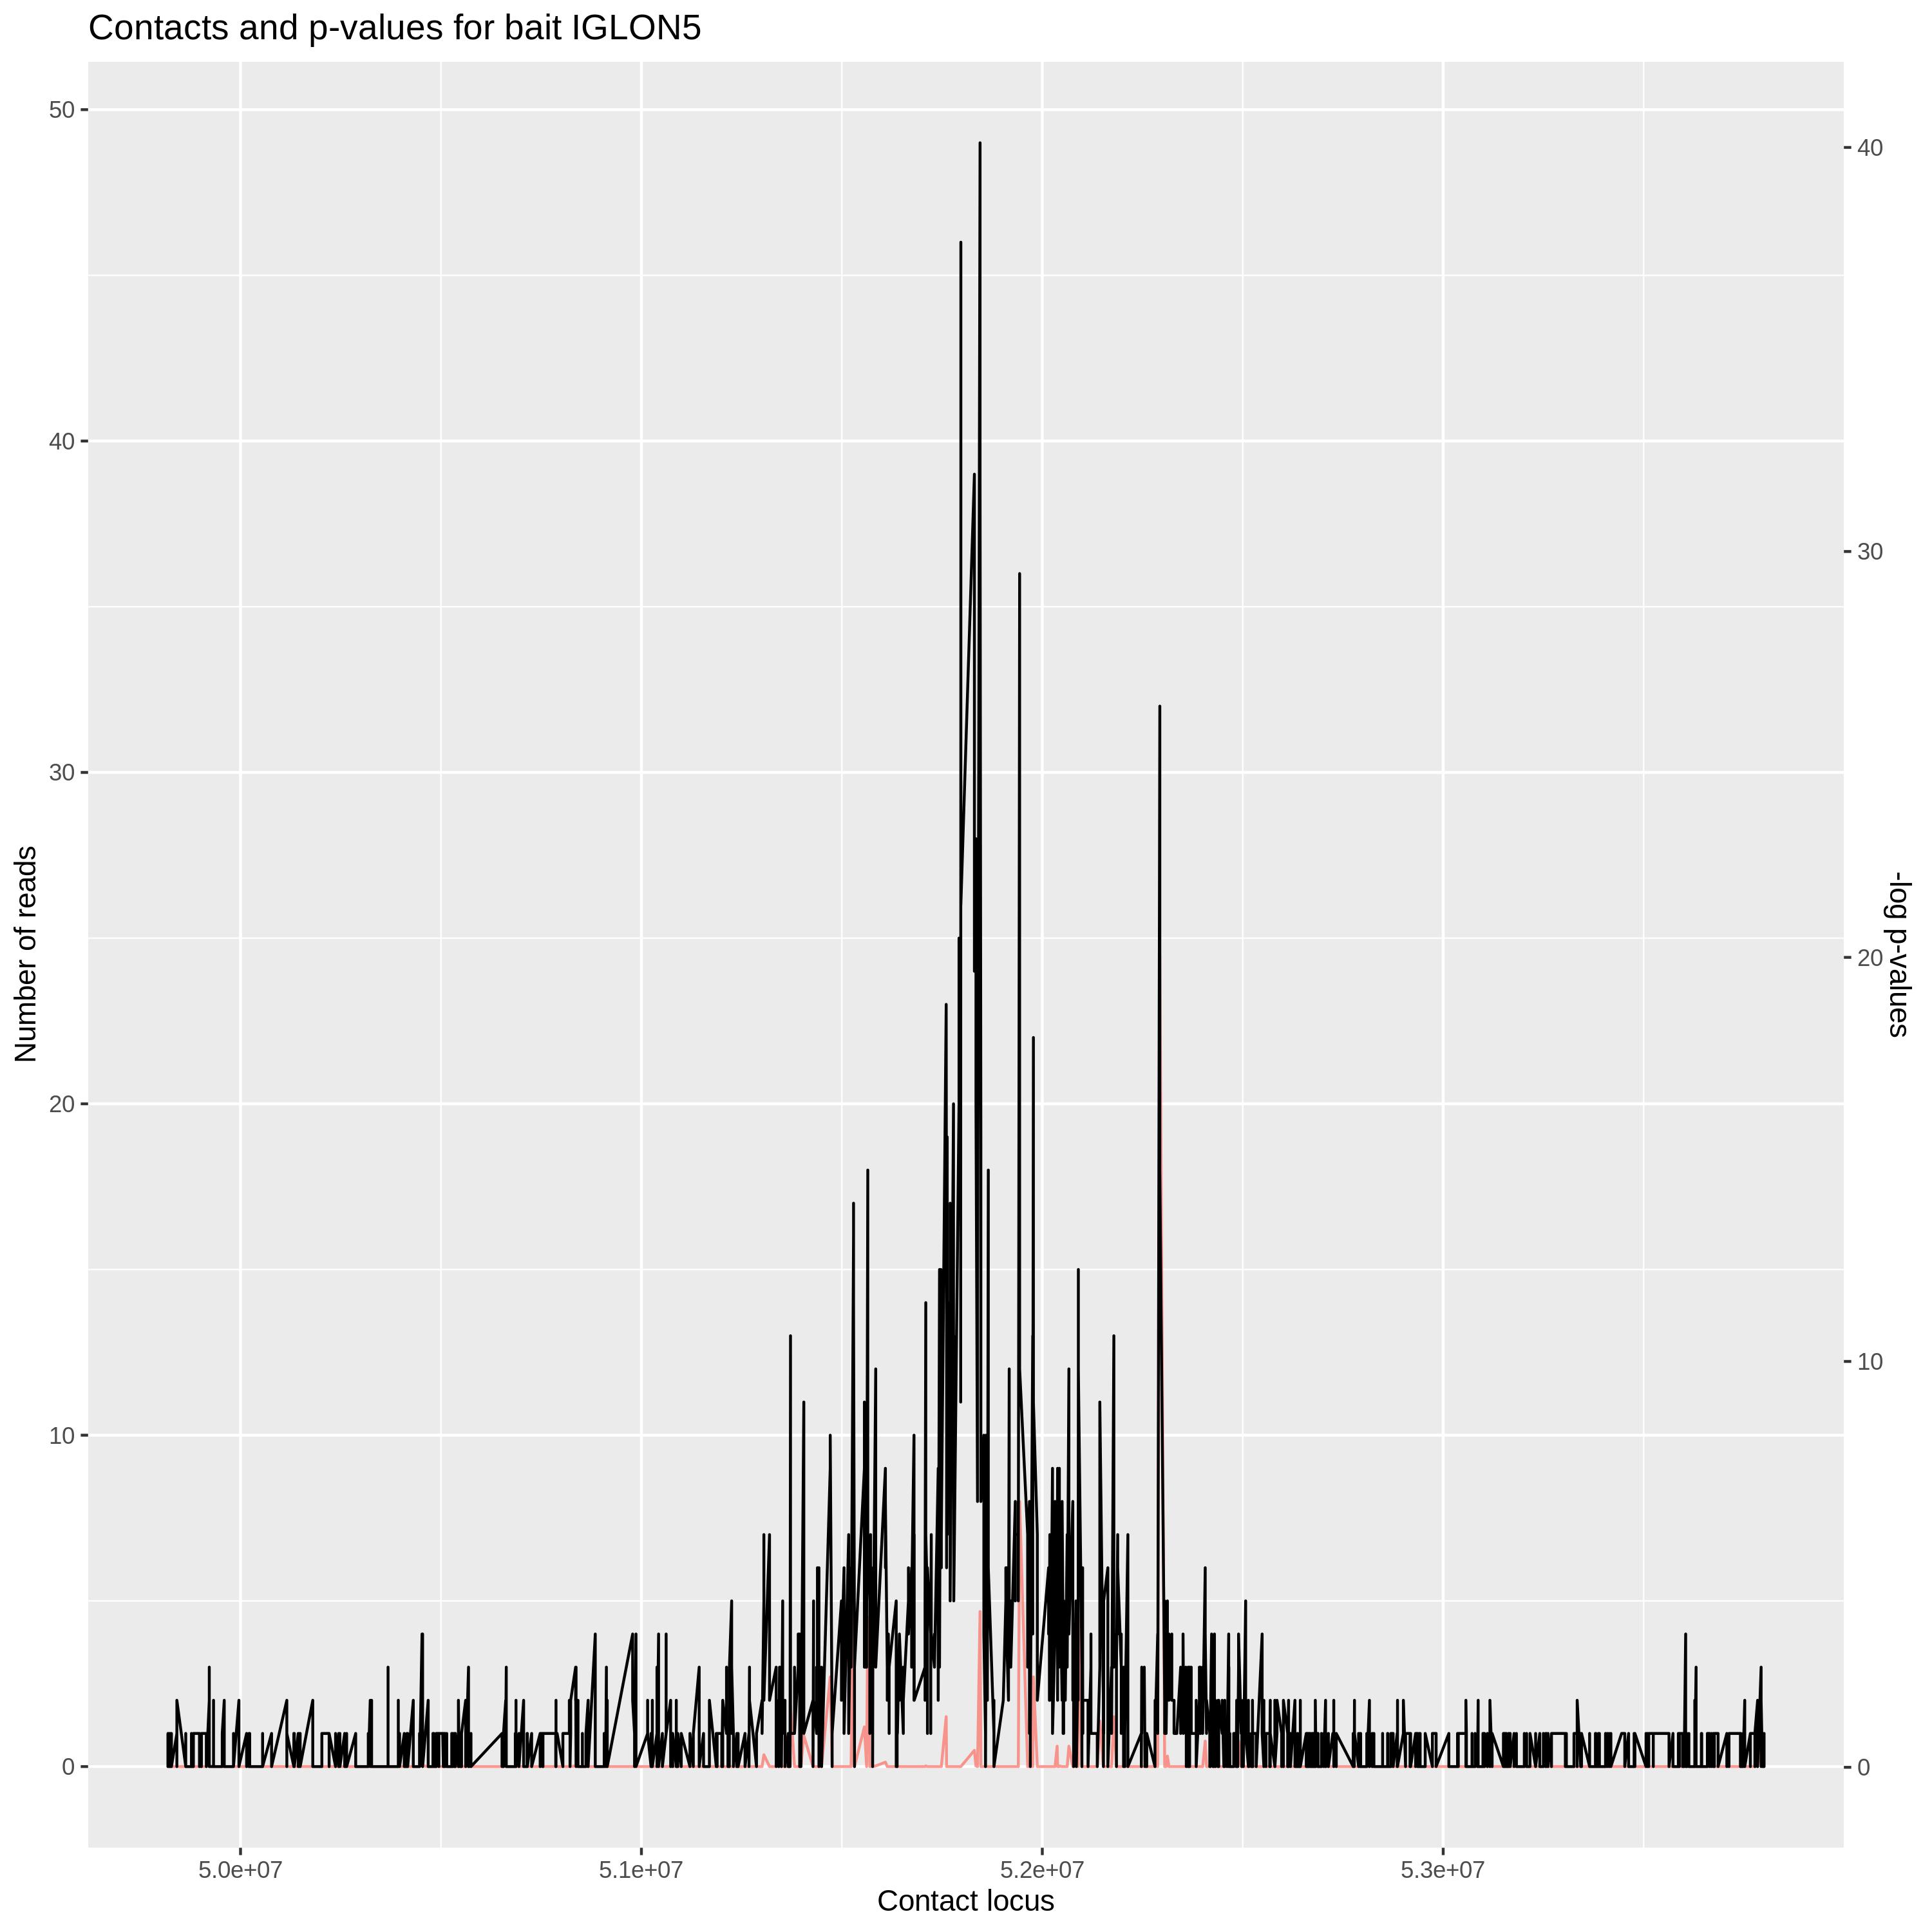 Contacts and p-values for bait IGLON5
50
40
30
20
10
0
Number of reads
40
30
20
10
0
-log p-values
5.0e+07
5.1e+07
5.2e+07
5.3e+07
Contact locus